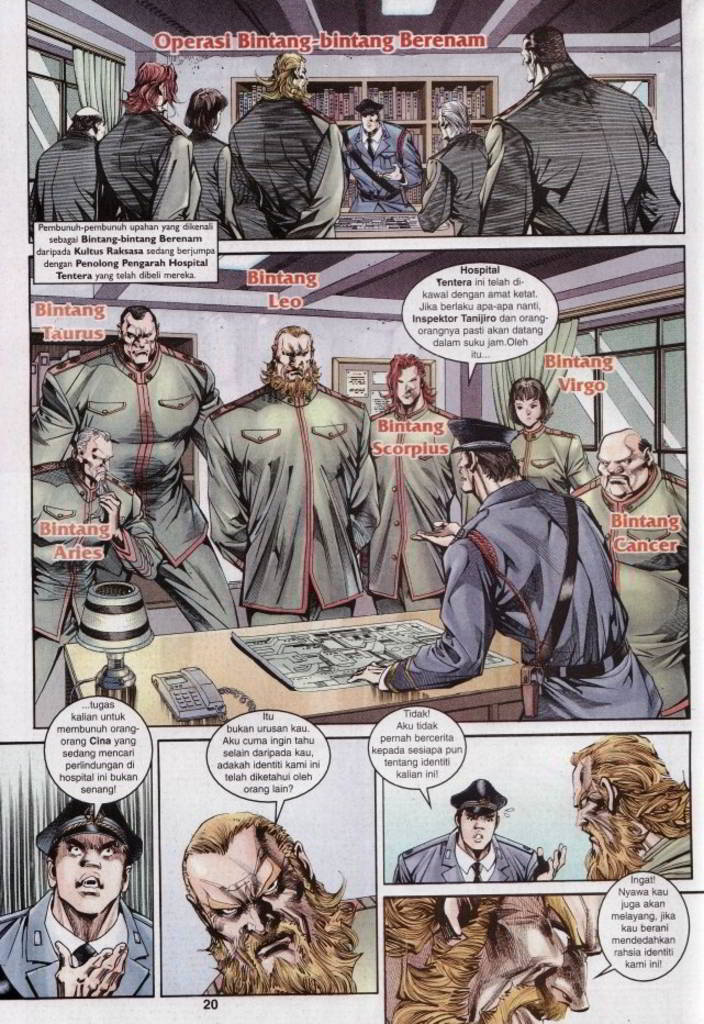 Operasi Bintang-bintang Berenam
Pembunuh-pembunuh upahan yang dikenali
sebagai Bintang-bintang Berenam
daripada Kultus Raksasa sedang berjumpa
dengan Penolong Pengarah Hospital
Tentera yang telah dibeli mereka.
Bintang
Taurus
Bintang
Leo
Hospital
Tentera ini telah di-
kawal dengan amat ketat.
Jika berlaku apa-apa nanti,
Inspektor Tanijiro dan orang-
orangnya pasti akan datang
dalam suku jam.Oleh
itu...
Bintang
Virgo
Bintang
Scorpius
Bintang
Aries
Bintang
Cancer
...tugas
kalian untuk
membunuh orang-
orang Cina yang
sedang mencari
perlindungan di
hospital ini bukan
senang!
Itu
bukan urusan kau.
Aku cuma ingin tahu
selain daripada kau,
adakah identiti kami ini
telah diketahui oleh
orang lain?
Tidak!
Aku tidak
pernah bercerita
kepada sesiapa pun
mengenai identiti
kalian ini!
Ingat!
Nyawa kau
juga akan
melayang, jika
kau berani
mendedahkan
rahsia identiti
kami ini!
20